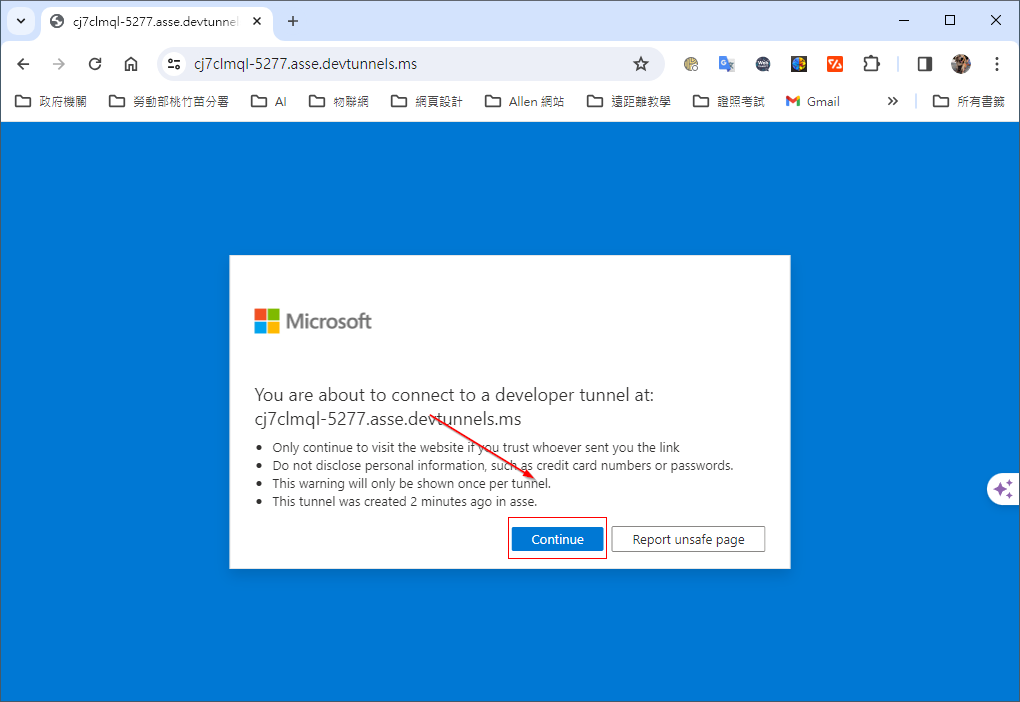 cj7clmql-5277.asse.devtunnel
cj7clmql-5277.asse.devtunnels.ms
政府機關 勞動部桃竹苗分署 AI 物聯網 網頁設計 Allen 網站 遠距離教學 證照考試 Gmail 所有書籤
Microsoft
You are about to connect to a developer tunnel at:
cj7clmql-5277.asse.devtunnels.ms
Only continue to visit the website if you trust whoever sent you the link
Do not disclose personal information, such as credit card numbers or passwords.
This warning will only be shown once per tunnel.
This tunnel was created 2 minutes ago in asse.
Continue Report unsafe page